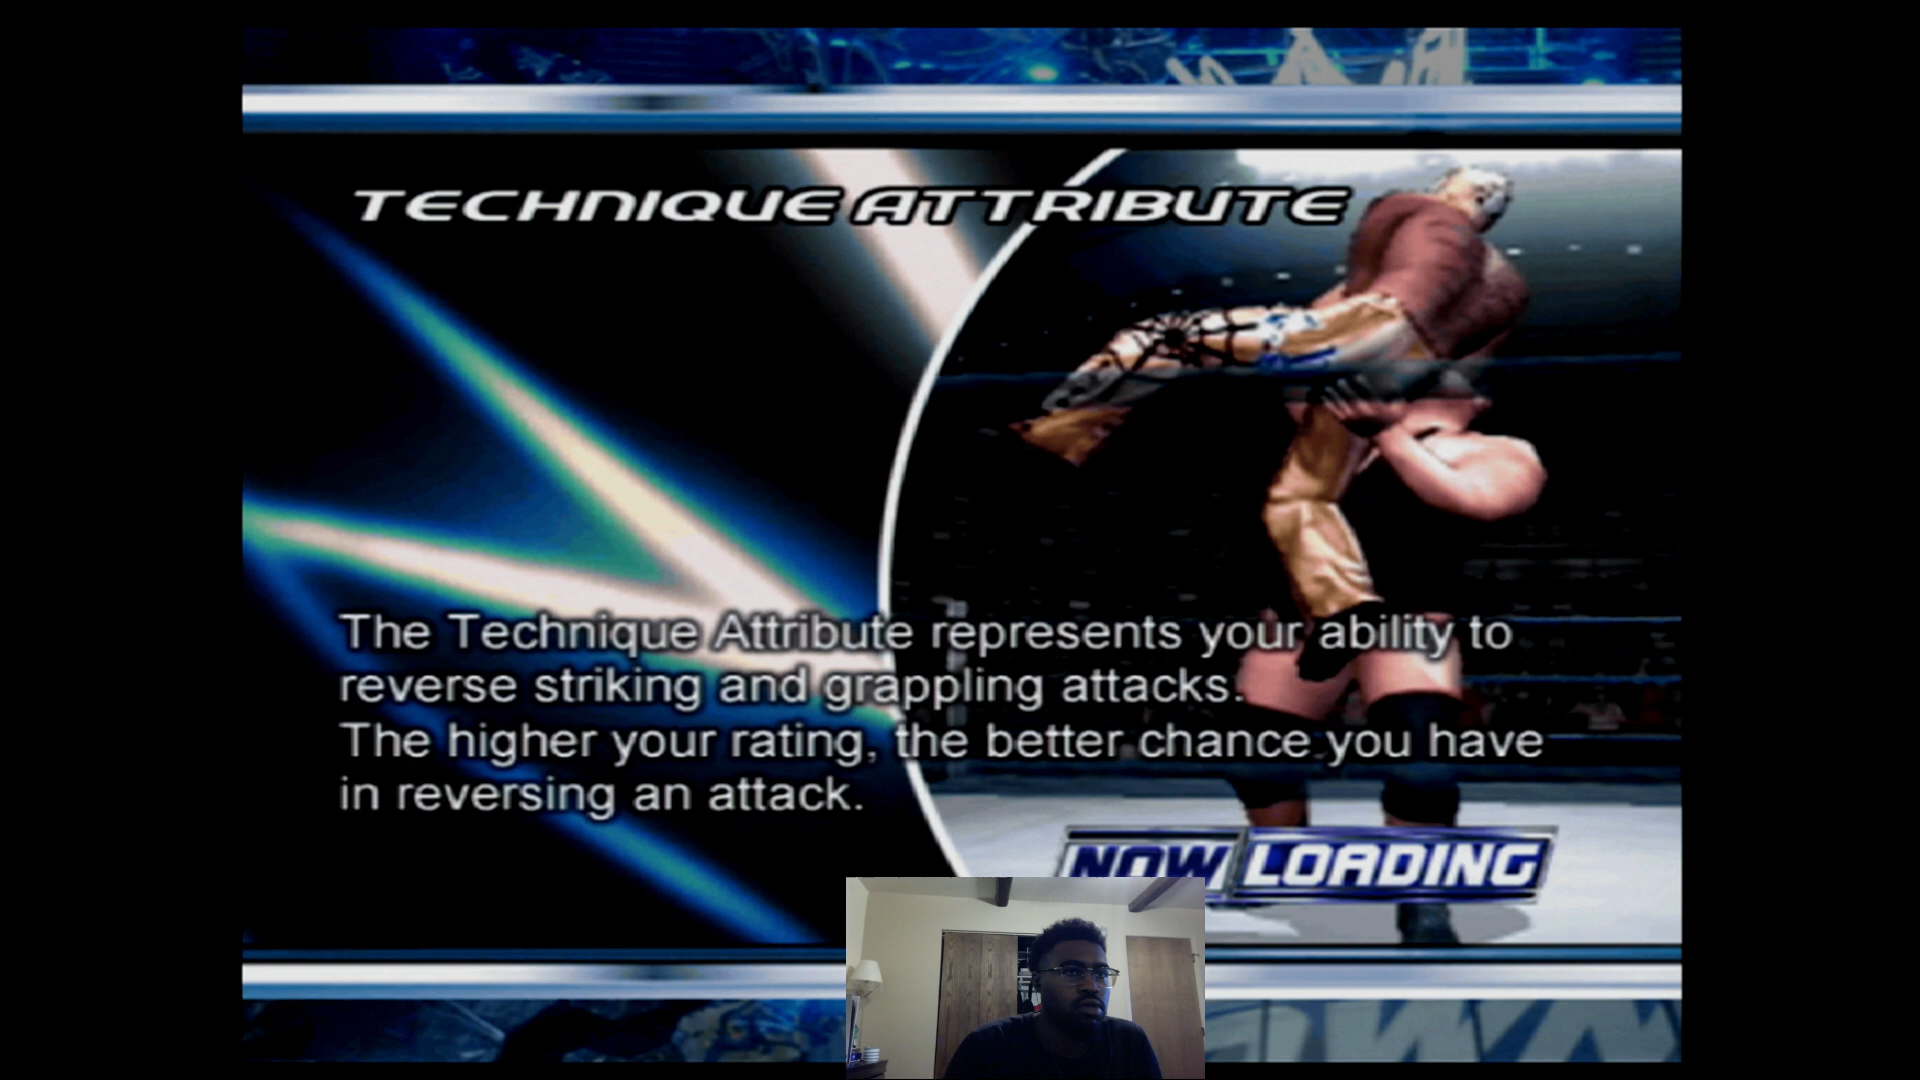 TECHNIQUE ATTRIBUTE
The Technique Attribute represents your ability to
reverse striking and grappling attacks.
The higher your rating, the better chance you have
in reversing an attack.
NOW LOADING